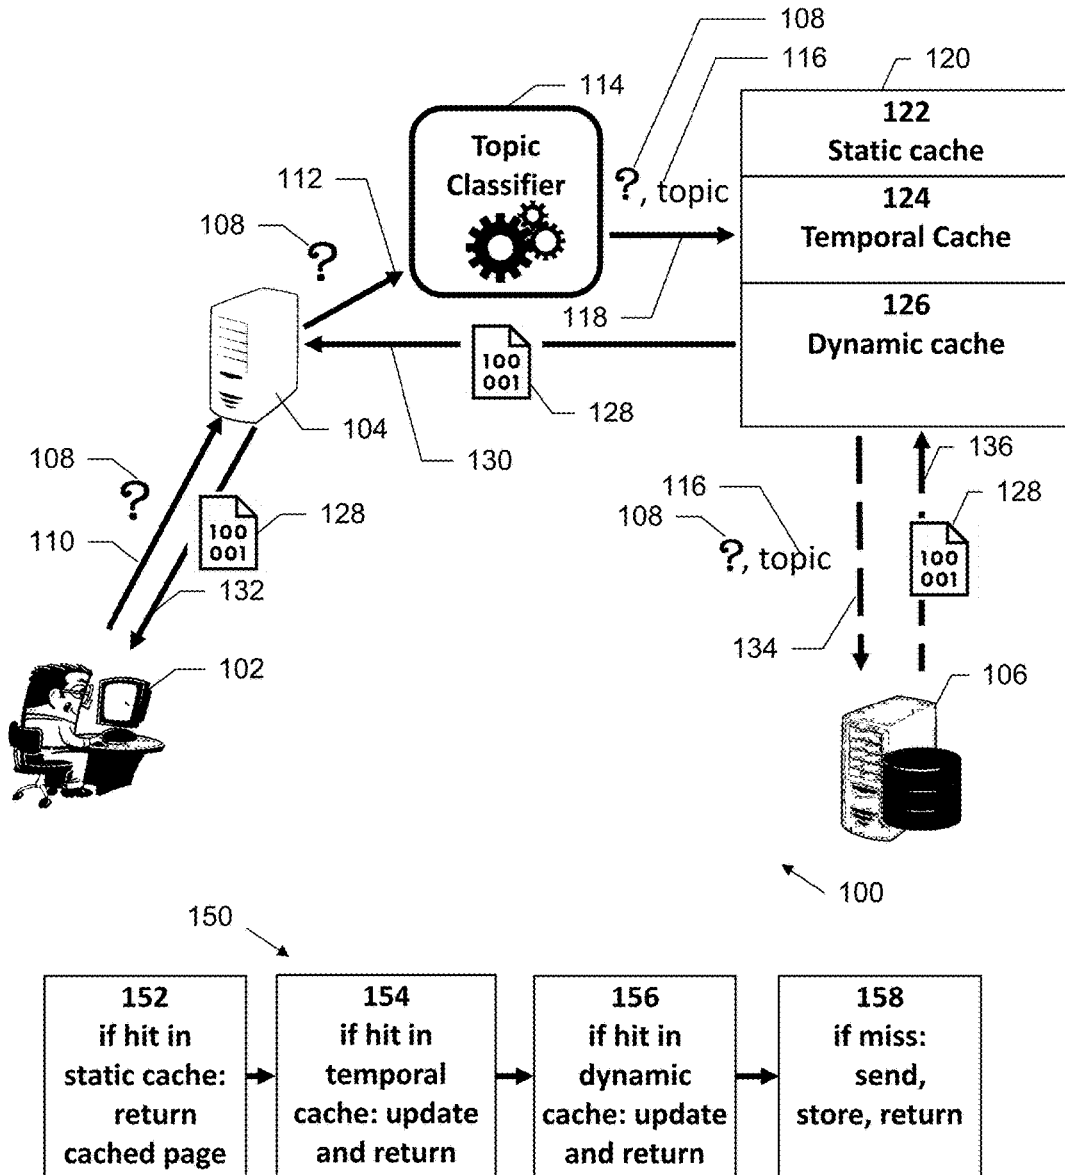 108
116
120
114
122
Static cache
Topic
Classifier
112
?, topic
124
Temporal Cache
108
?
118
126
Dynamic cache
100
001
128
104
130
108
?
136
116
128
128
100
001
108
110
?, topic
100
001
132
134
102
106
100
150
152
if hit in
static cache:
return
cached page
154
if hit in
temporal
cache: update
and return
156
if hit in
dynamic
cache: update
and return
158
if miss:
send,
store, return